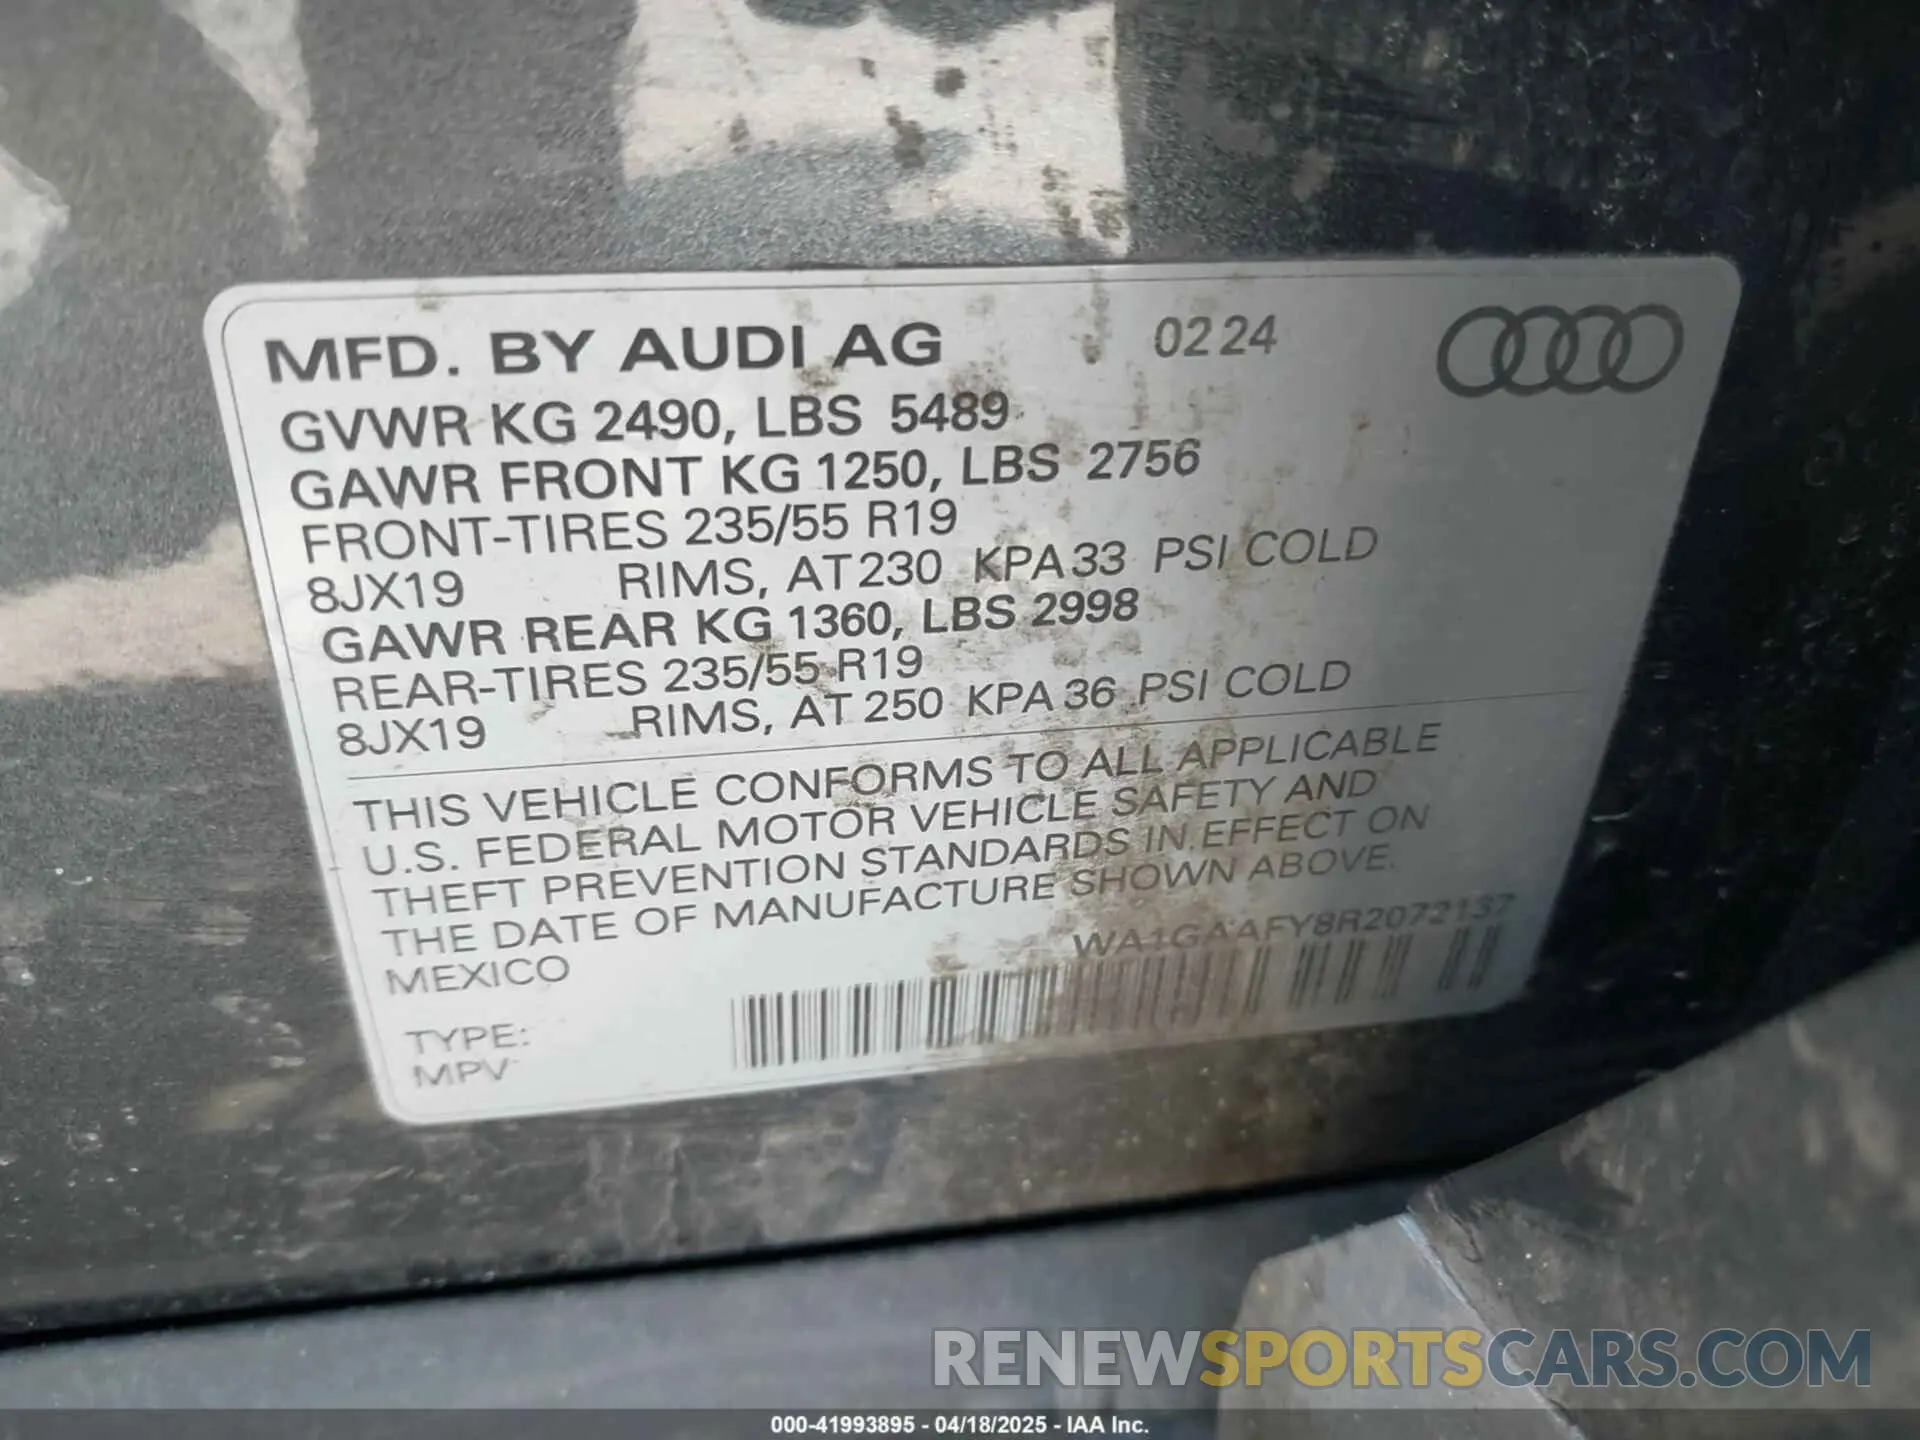 MFD. BY AUDI AG 0224
GVWR KG 2490, LBS 5489
GAWR FRONT KG 1250, LBS 2756
FRONT-TIRES 235/55 R19
8JX19 RIMS, AT 230 KPA 33 PSI COLD
GAWR REAR KG 1360, LBS 2998
REAR-TIRES 235/55 R19
8JX19 RIMS, AT 250 KPA 36 PSI COLD
THIS VEHICLE CONFORMS TO ALL APPLICABLE
U.S. FEDERAL MOTOR VEHICLE SAFETY AND
THEFT PREVENTION STANDARDS IN EFFECT ON
THE DATE OF MANUFACTURE SHOWN ABOVE.
MEXICO WA1GAAFY8R2072137
TYPE:
MPV
RENEWSPORTSCARS.COM
000-41993895 - 04/18/2025 - IAA Inc.